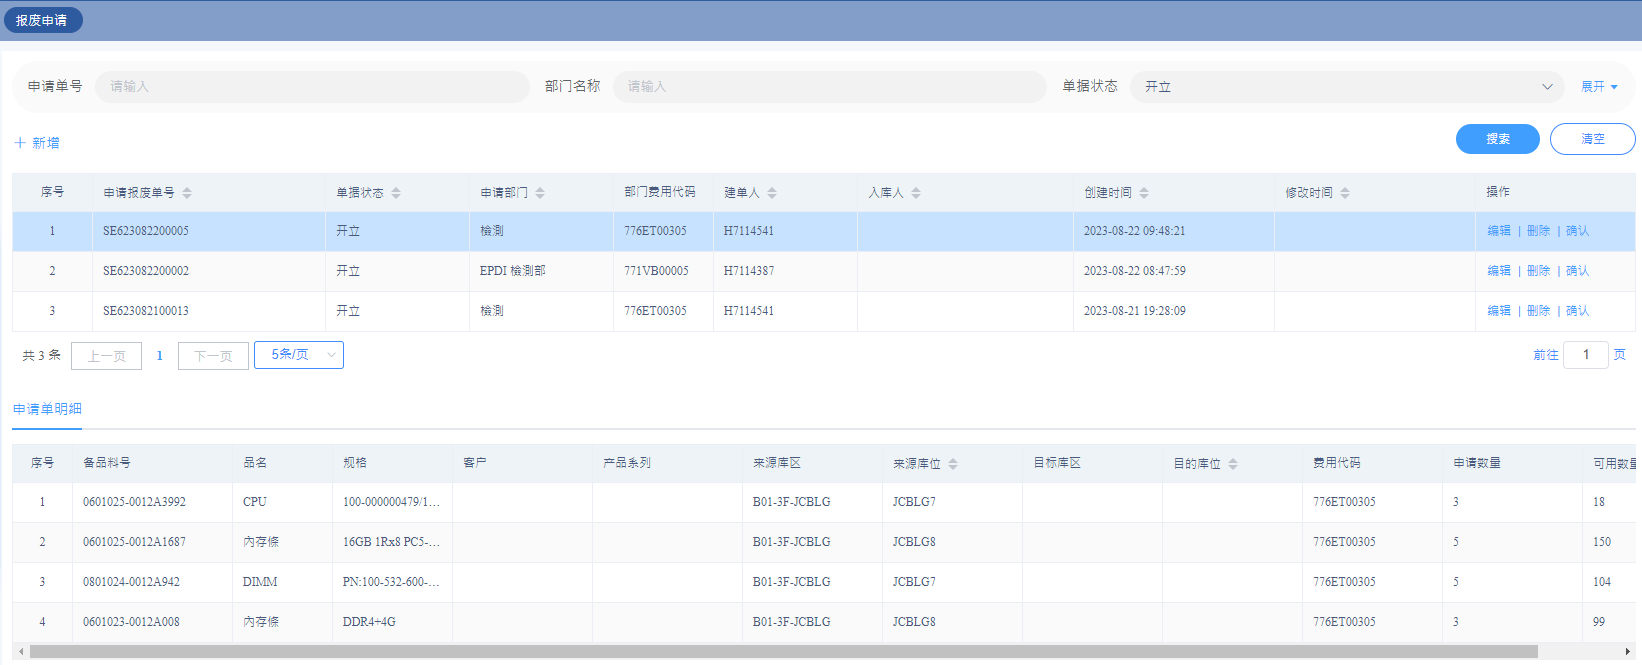 报废申请
申请单号 请输入 部门名称 请输入 单据状态 开立 展开
新增 搜索 清空
序号 申请报废单号 单据状态 申请部门 部门费用代码 建单人 入库人 创建时间 修改时间 操作
1 SE623082200005 开立 檢測 776ET00305 H7114541 2023-08-22 09:48:21 编辑 | 删除 | 确认
2 SE623082200002 开立 EPDI 檢測部 771VB00005 H7114387 2023-08-22 08:47:59 编辑 | 删除 | 确认
3 SE623082100013 开立 檢測 776ET00305 H7114541 2023-08-21 19:28:09 编辑 | 删除 | 确认
共 3 条 上一页 1 下一页 5条/页 前往 1 页
申请单明细
序号 备品料号 品名 规格 客户 产品系列 来源库区 来源库位 目标库区 目的库位 费用代码 申请数量 可用数量
1 0601025-0012A3992 CPU 100-000000479/1... B01-3F-JCBLG JCBLG7 776ET00305 3 18
2 0601025-0012A1687 內存條 16GB 1Rx8 PC5-... B01-3F-JCBLG JCBLG8 776ET00305 5 150
3 0801024-0012A942 DIMM PN:100-532-600-... B01-3F-JCBLG JCBLG7 776ET00305 5 104
4 0601023-0012A008 內存條 DDR4+4G B01-3F-JCBLG JCBLG8 776ET00305 3 99